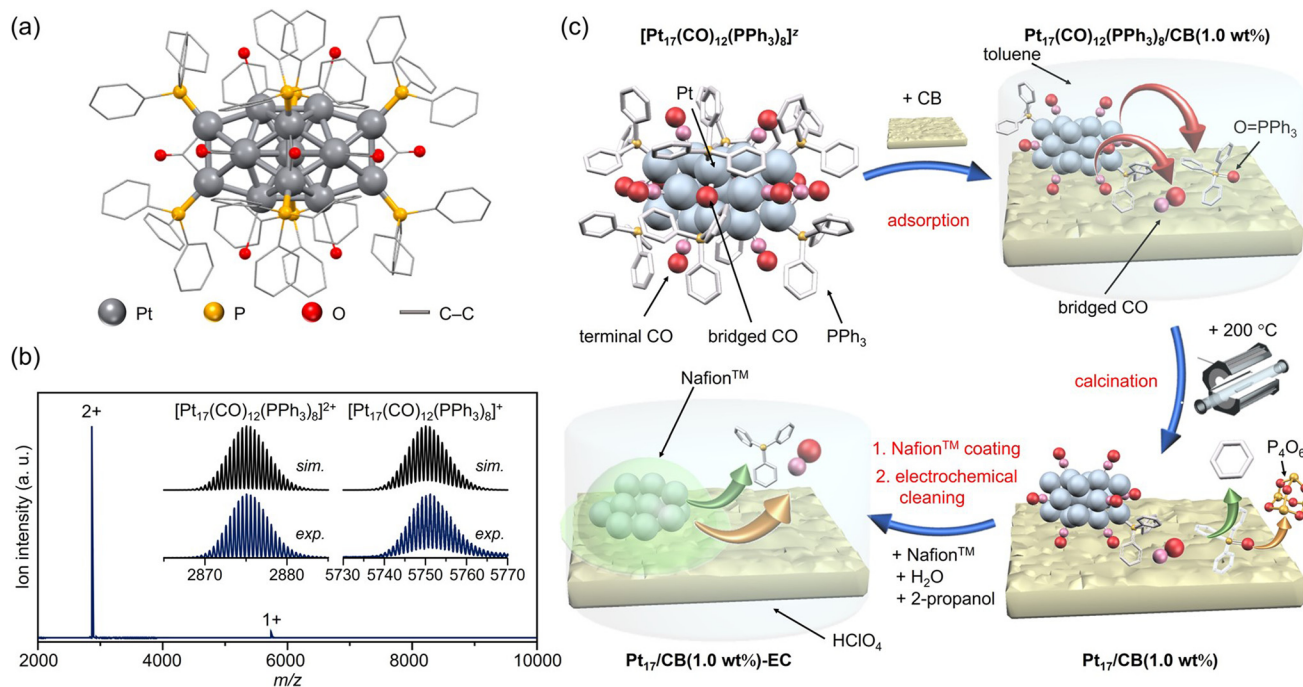 (a)
Pt
P
O
C–C
(b)
Ion intensity (a. u.)
2+
1+
[Pt17(CO)12(PPh3)8]2+
[Pt17(CO)12(PPh3)8]+
sim.
sim.
exp.
exp.
2870
2880
5730
5740
5750
5760
5770
2000
4000
6000
8000
10000
m/z
(c)
[Pt17(CO)12(PPh3)8]z
Pt
terminal CO
bridged CO
PPh3
+ CB
adsorption
Pt17(CO)12(PPh3)8/CB(1.0 wt%)
toluene
O=PPh3
bridged CO
+ 200 °C
calcination
P4O6
Pt17/CB(1.0 wt%)
1. Nafion™ coating
2. electrochemical
cleaning
+ Nafion™
+ H2O
+ 2-propanol
Nafion™
HClO4
Pt17/CB(1.0 wt%)-EC